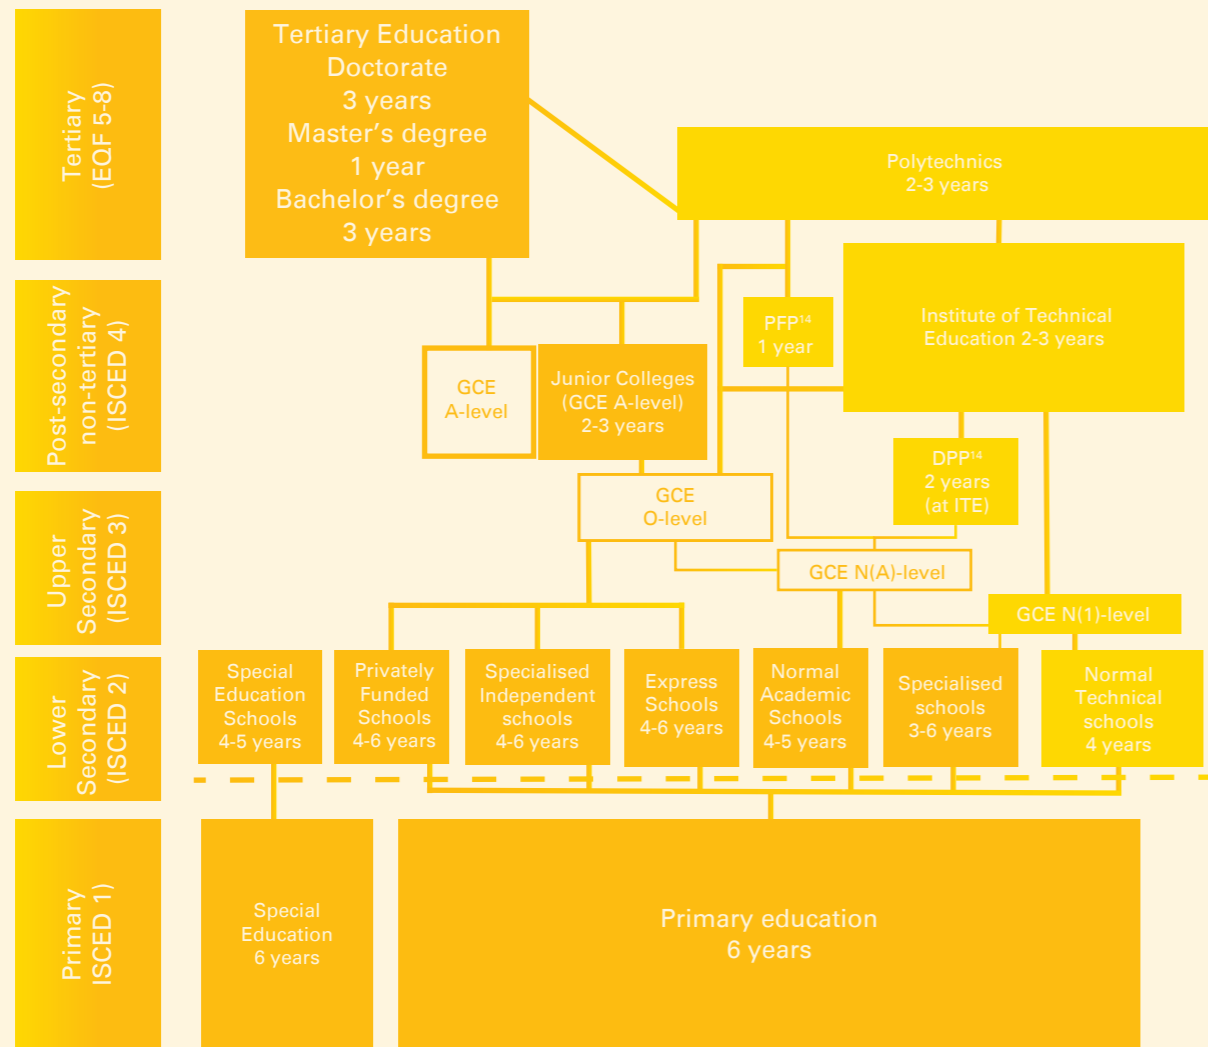 Tertiary
(EQF 5-8)
Tertiary Education
Doctorate
3 years
Master's degree
1 year
Bachelor's degree
3 years
Polytechnics
2-3 years
Post-secondary
non-tertiary
(ISCED 4)
GCE
A-level
Junior Colleges
(GCE A-level)
2-3 years
PFP¹⁴
1 year
Institute of Technical
Education 2-3 years
DPP¹⁴
2 years
(at ITE)
Upper
Secondary
(ISCED 3)
GCE
O-level
GCE N(A)-level
GCE N(1)-level
Lower
Secondary
(ISCED 2)
Special
Education
Schools
4-5 years
Privately
Funded
Schools
4-6 years
Specialised
Independent
schools
4-6 years
Express
Schools
4-6 years
Normal
Academic
Schools
4-5 years
Specialised
schools
3-6 years
Normal
Technical
schools
4 years
Primary
ISCED 1)
Special
Education
6 years
Primary education
6 years